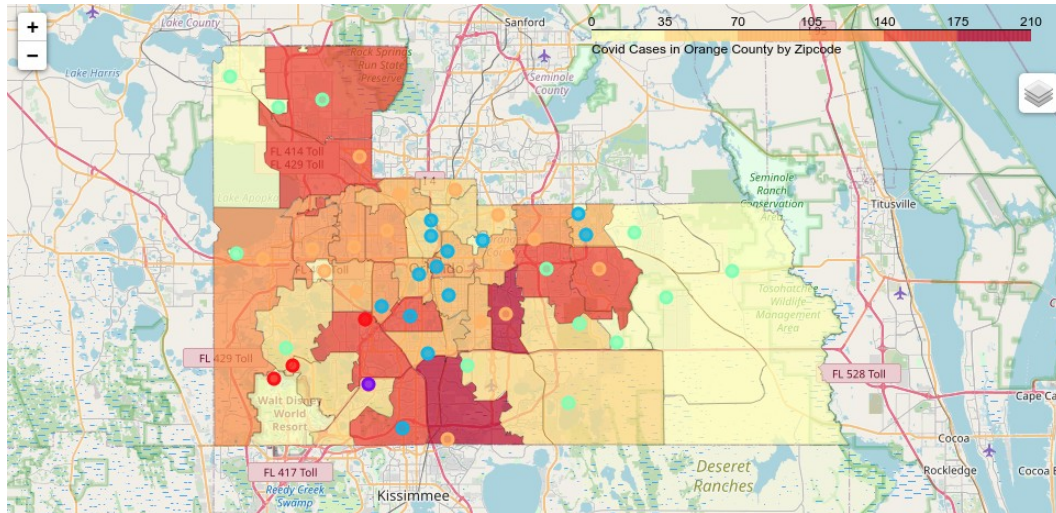 +
−
Lake County
Sanford
0 35 70 105 140 175 210
Covid Cases in Orange County by Zipcode
Rock Springs
Run State
Preserve
Lake Harris
Seminole
County
FL 414 Toll
FL 429 Toll
Lake Apopka
Seminole
Ranch
Conservation
Titusville
Tosohatchee
Wildlife
Management
Area
FL 429 Toll
FL 528 Toll
Walt Disney
World
Resort
Cape Ca
Cocoa
FL 417 Toll
Deseret
Ranches
Rockledge
Cocoa B
Reedy Creek
Swamp
Kissimmee